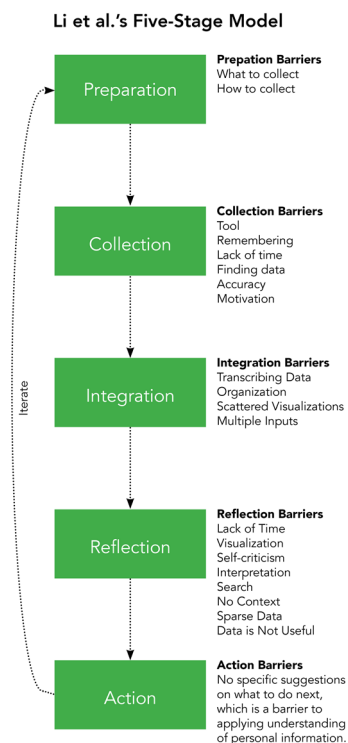 Li et al.’s Five-Stage Model
Preparation
Prepation Barriers
What to collect
How to collect
Collection
Collection Barriers
Tool
Remembering
Lack of time
Finding data
Accuracy
Motivation
Integration
Integration Barriers
Transcribing Data
Organization
Scattered Visualizations
Multiple Inputs
Iterate
Reflection
Reflection Barriers
Lack of Time
Visualization
Self-criticism
Interpretation
Search
No Context
Sparse Data
Data is Not Useful
Action
Action Barriers
No specific suggestions
on what to do next,
which is a barrier to
applying understanding
of personal information.